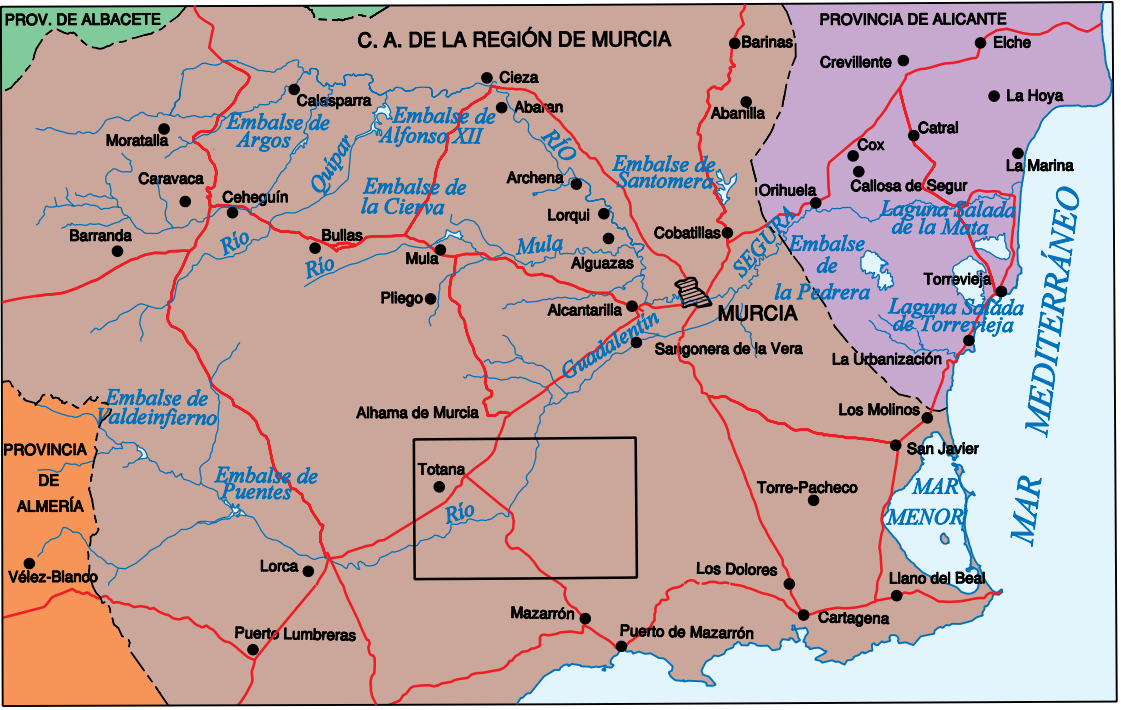 PROV. DE ALBACETE
C. A. DE LA REGIÓN DE MURCIA
PROVINCIA DE ALICANTE
Barinas
Elche
Crevillente
Cieza
Calasparra
Abaran
La Hoya
Embalse de
Argos
Embalse de
Alfonso XII
Abanilla
Moratalla
Quipar
RÍO
Catral
Cox
La Marina
Embalse de
Santomera
Caravaca
Archena
Callosa de Segur
Ceheguín
Embalse de
la Cierva
Orihuela
Lorqui
Laguna Salada
de la Mata
Barranda
Río
Bullas
Río
Mula
Mula
Alguazas
Cobatillas
SEGURA
Embalse
de
la Pedrera
Torrevieja
Pliego
Alcantarilla
MURCIA
Laguna Salada
de Torrevieja
Guadalentín
Sangonera de la Vera
La Urbanización
MAR MEDITERRÁNEO
Embalse de
Valdeinfierno
Alhama de Murcia
Los Molinos
PROVINCIA
DE
ALMERÍA
San Javier
Totana
Embalse de
Puentes
Río
Torre-Pacheco
MAR
MENOR
Vélez-Blanco
Lorca
Los Dolores
Llano del Beal
Mazarrón
Cartagena
Puerto Lumbreras
Puerto de Mazarrón